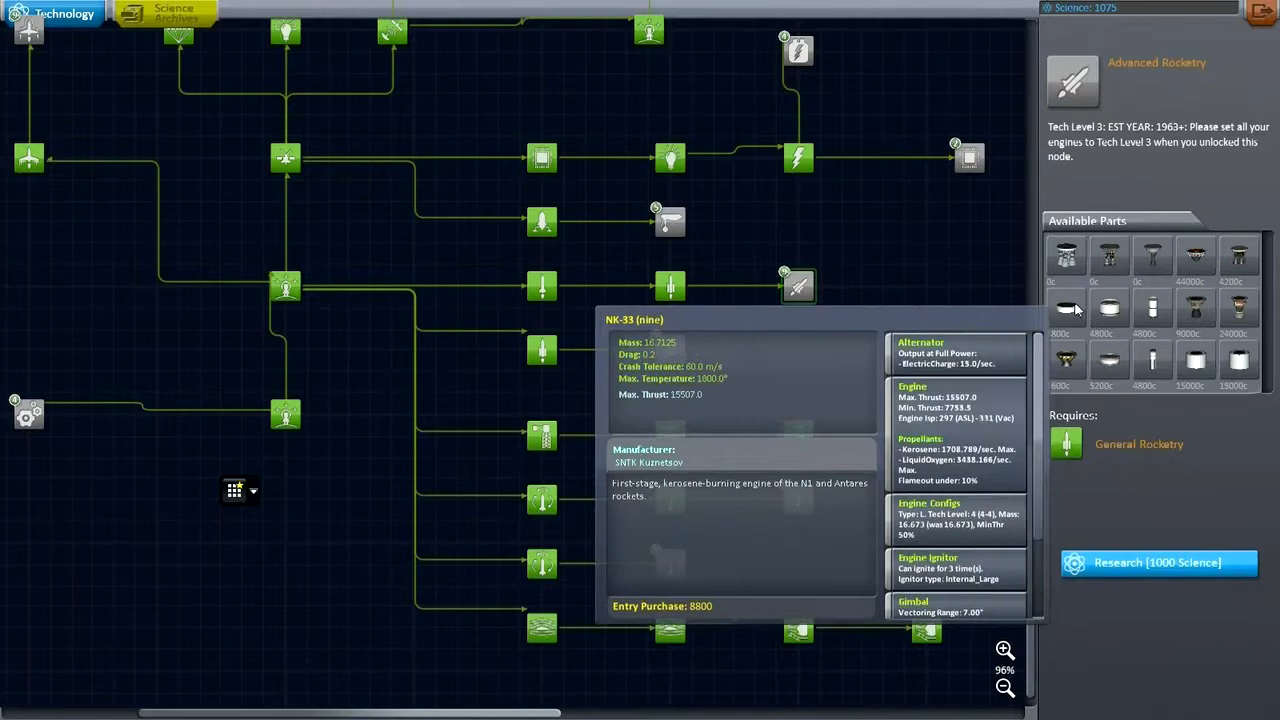 Technology
Science
Archives
Science: 1075
Advanced Rocketry
Tech Level 3: EST YEAR: 1963+: Please set all your
engines to Tech Level 3 when you unlocked this
node.
Available Parts
0c 0c 0c 44000c 4200c
800c 4800c 4800c 9000c 24000c
600c 5200c 4800c 15000c 15000c
Requires:
General Rocketry
Research [1000 Science]
4
2
5
9
4
NK-33 (nine)
Mass: 16.7125
Drag: 0.2
Crash Tolerance: 60.0 m/s
Max. Temperature: 1800.0°
Max. Thrust: 15507.0
Manufacturer:
SNTK Kuznetsov
First-stage, kerosene-burning engine of the N1 and Antares
rockets.
Entry Purchase: 8800
Alternator
Output at Full Power:
- ElectricCharge: 15.0/sec.
Engine
Max. Thrust: 15507.0
Min. Thrust: 7753.5
Engine Isp: 297 (ASL) - 331 (Vac)
Propellants:
- Kerosene: 1708.789/sec. Max.
- LiquidOxygen: 3438.166/sec.
Max.
Flameout under: 10%
Engine Configs
Type: L. Tech Level: 4 (4-4), Mass:
16.673 (was 16.673), MinThr
50%
Engine Ignitor
Can ignite for 3 time(s).
Ignitor type: Internal_Large
Gimbal
Vectoring Range: 7.00°
96%